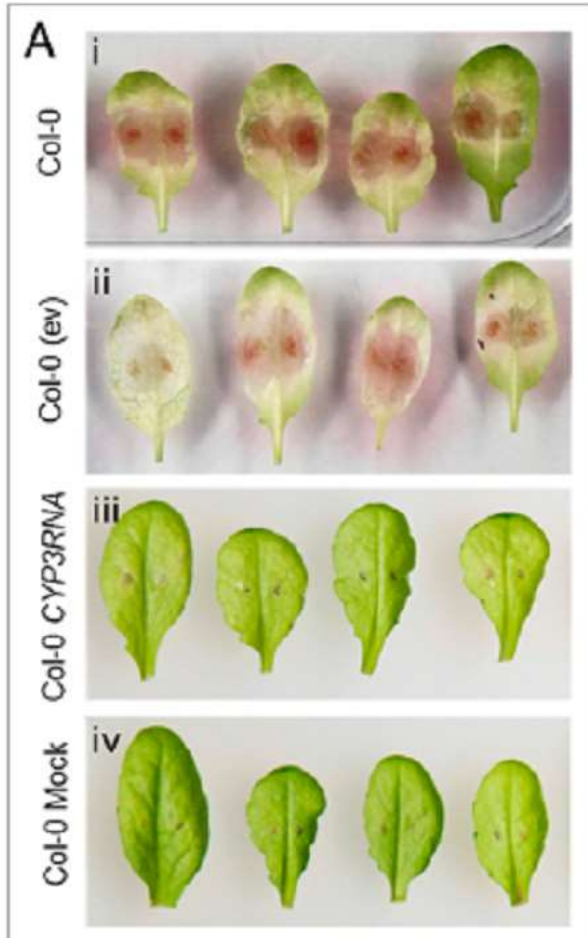 A
i
Col-0
ii
Col-0 (ev)
iii
Col-0 CYP3RNA
iv
Col-0 Mock